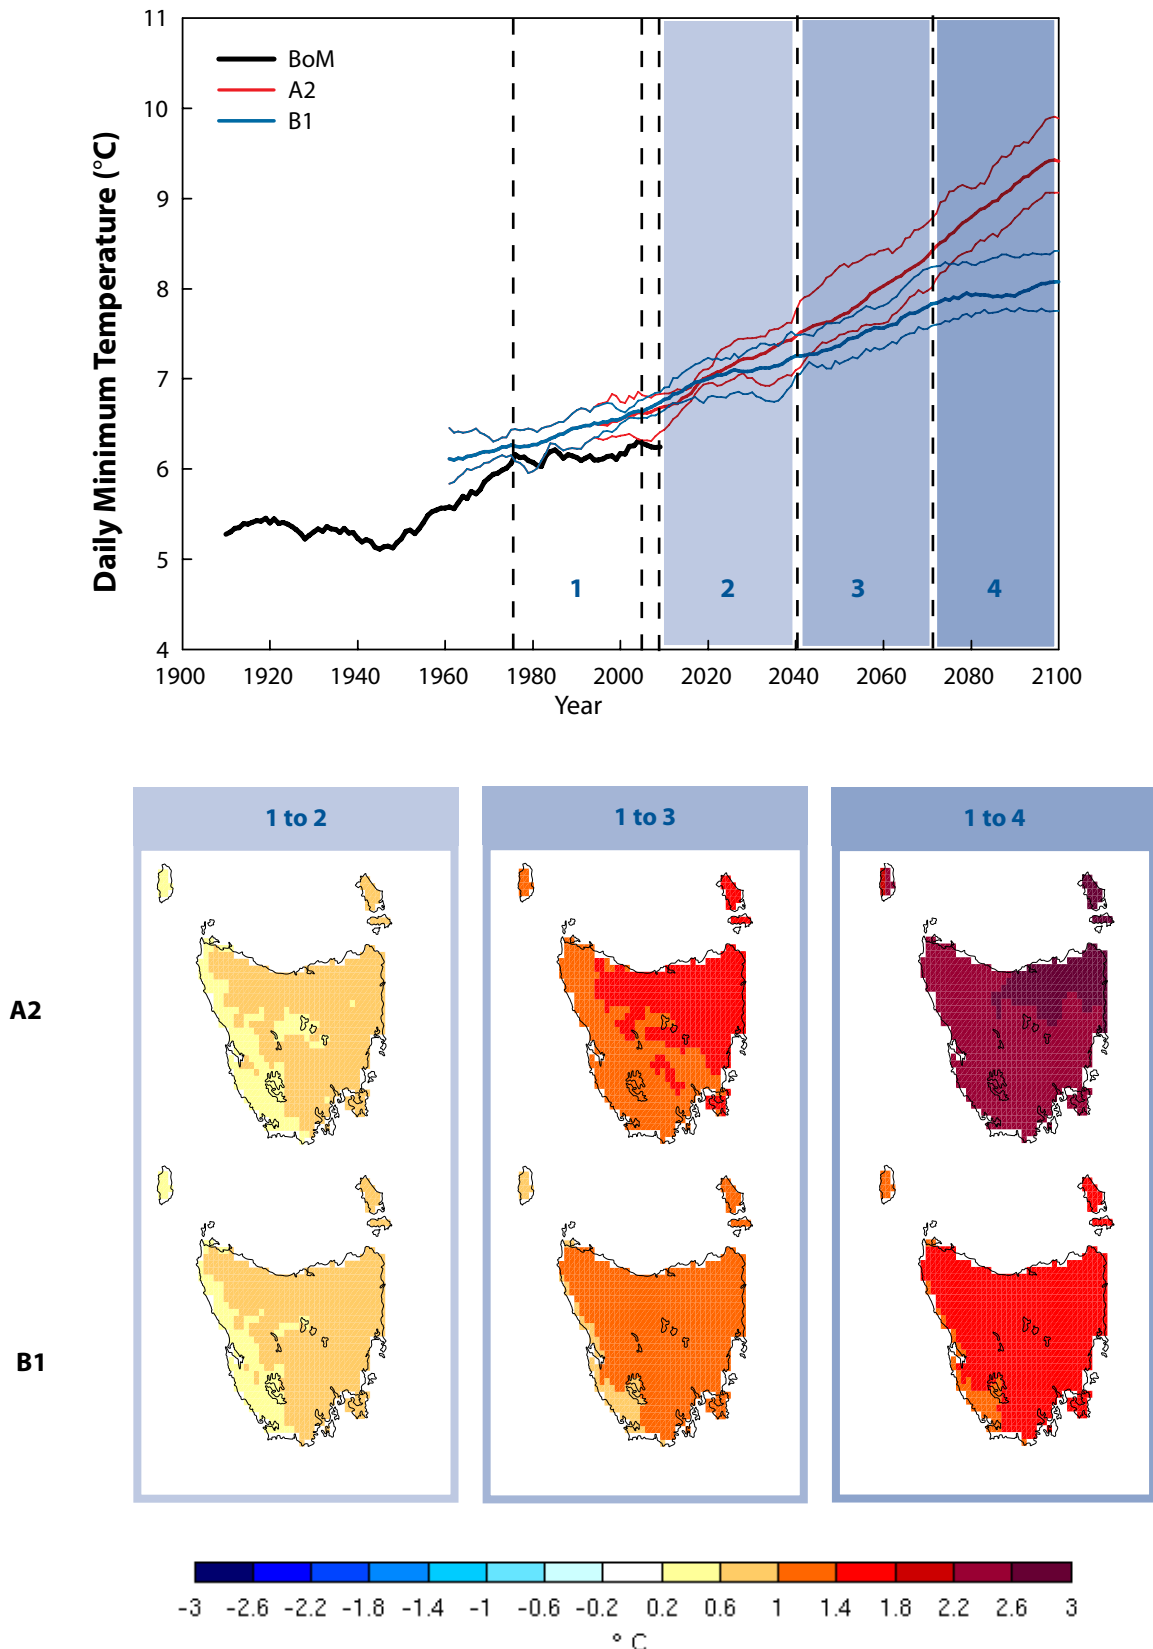 11
10
9
8
7
6
5
4
Daily Minimum Temperature (°C)
BoM
A2
B1
1 2 3 4
1900 1920 1940 1960 1980 2000 2020 2040 2060 2080 2100
Year
1 to 2 1 to 3 1 to 4
A2
B1
-3 -2.6 -2.2 -1.8 -1.4 -1 -0.6 -0.2 0.2 0.6 1 1.4 1.8 2.2 2.6 3
° C